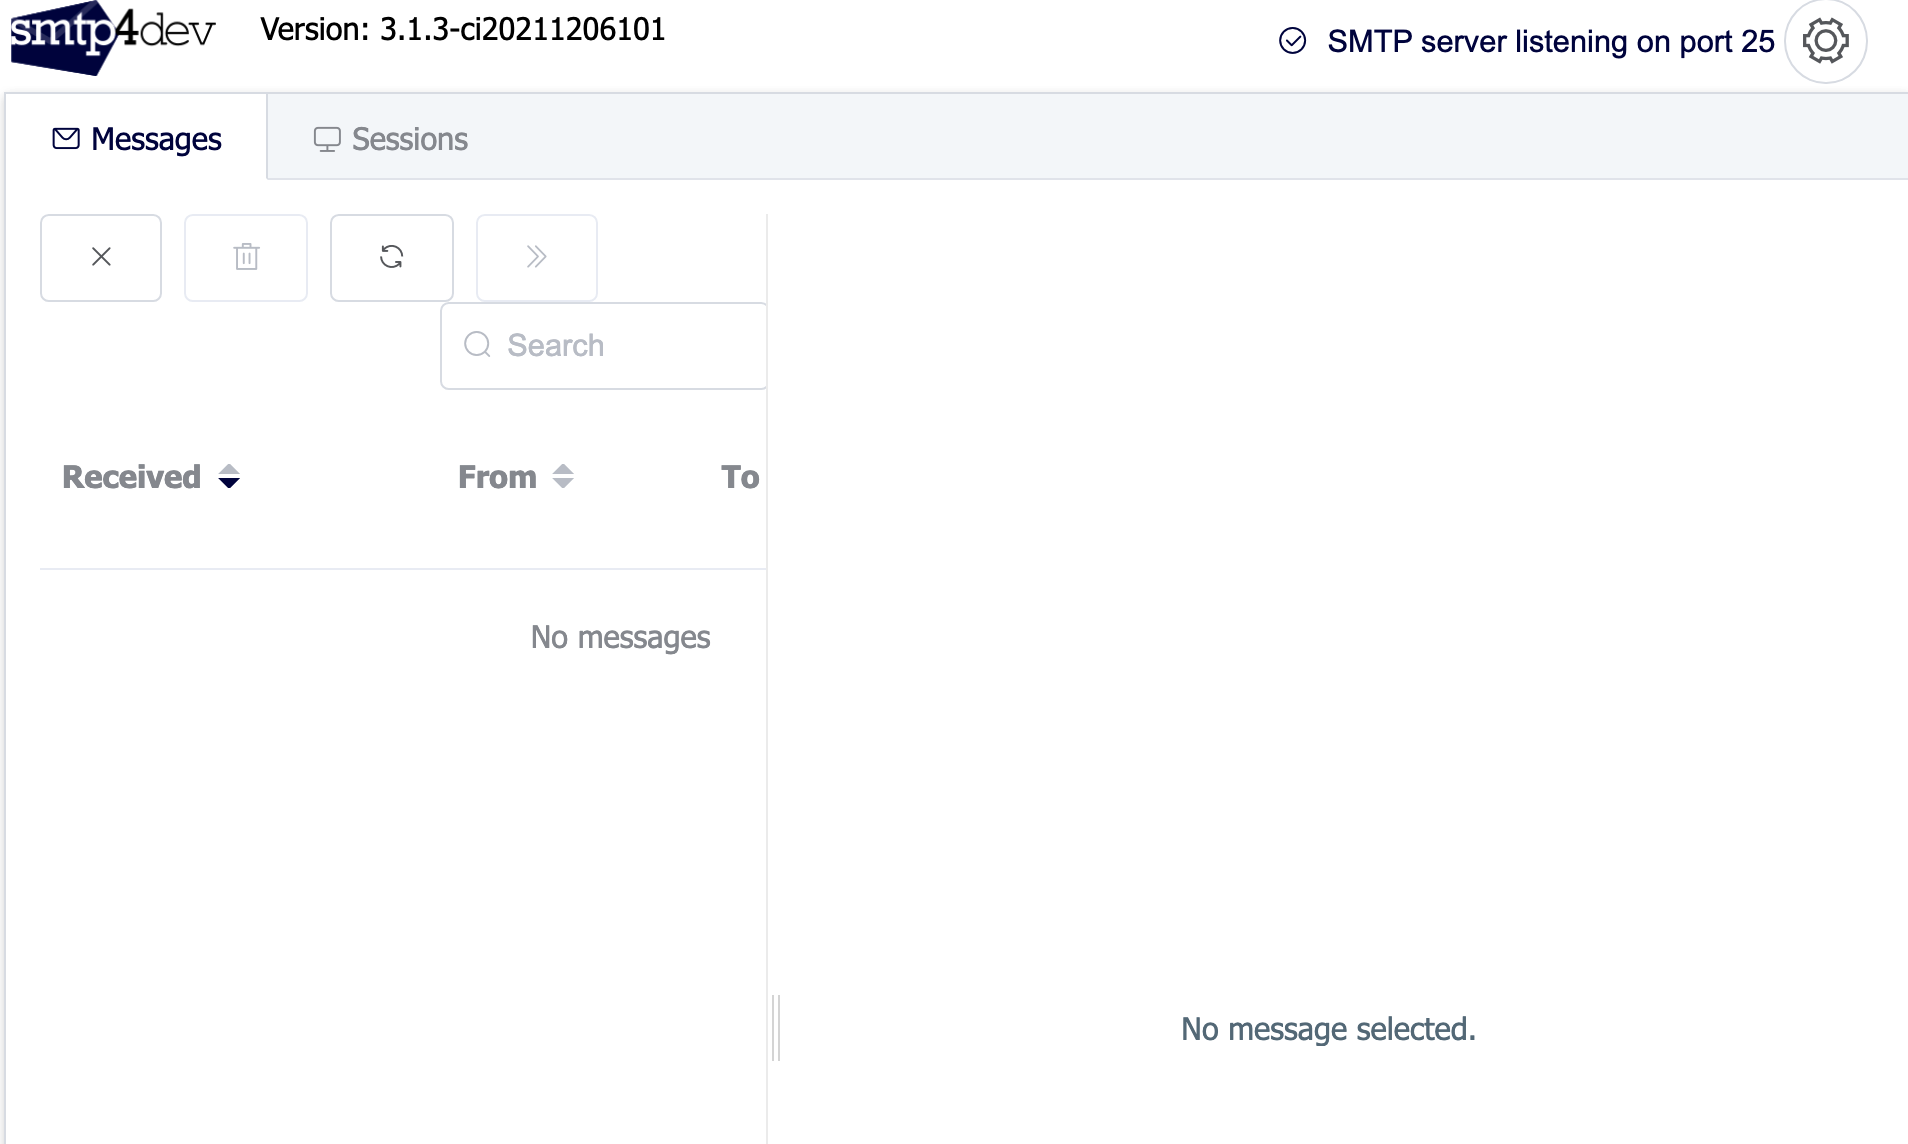 smtp4dev Version: 3.1.3-ci20211206101 SMTP server listening on port 25
Messages Sessions
Search
Received From To
No messages
No message selected.